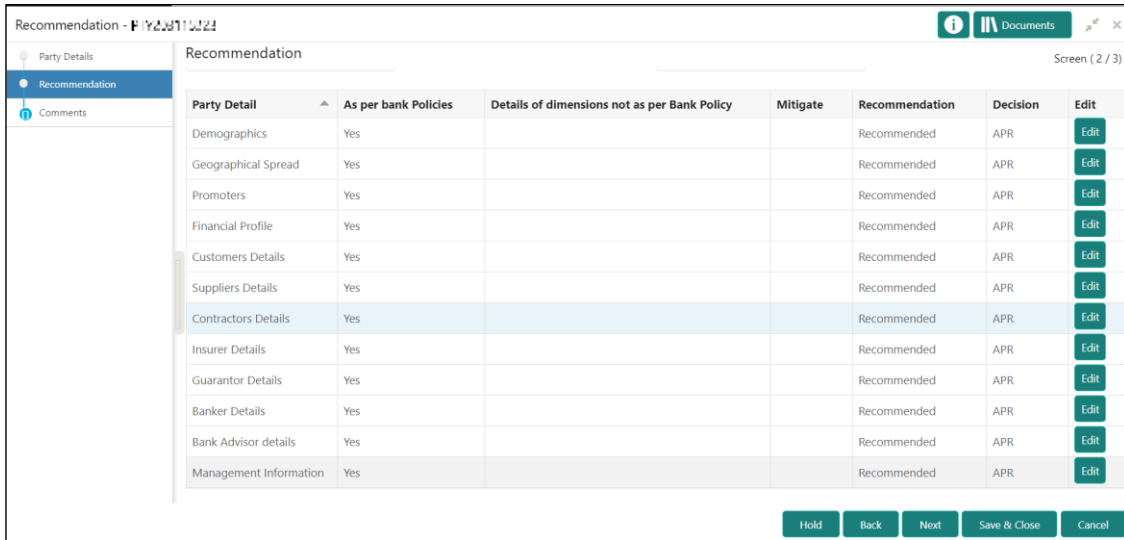 Recommendation -
Documents
Party Details
Recommendation
Comments
Recommendation
Screen ( 2 / 3)
Party Detail As per bank Policies Details of dimensions not as per Bank Policy Mitigate Recommendation Decision Edit
Demographics Yes Recommended APR Edit
Geographical Spread Yes Recommended APR Edit
Promoters Yes Recommended APR Edit
Financial Profile Yes Recommended APR Edit
Customers Details Yes Recommended APR Edit
Suppliers Details Yes Recommended APR Edit
Contractors Details Yes Recommended APR Edit
Insurer Details Yes Recommended APR Edit
Guarantor Details Yes Recommended APR Edit
Banker Details Yes Recommended APR Edit
Bank Advisor details Yes Recommended APR Edit
Management Information Yes Recommended APR Edit
Hold Back Next Save & Close Cancel